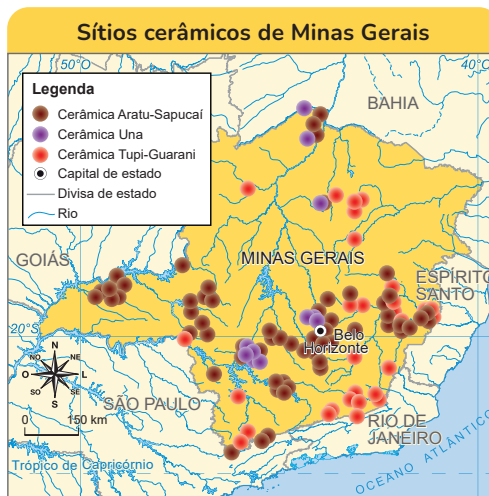 Sítios cerâmicos de Minas Gerais
50°O
40°O
Legenda
Cerâmica Aratu-Sapucaí
Cerâmica Una
Cerâmica Tupi-Guarani
Capital de estado
Divisa de estado
Rio
BAHIA
GOIÁS
MINAS GERAIS
ESPÍRITO
SANTO
20°S
Belo
Horizonte
N
NO
NE
O
L
SO
SE
S
0
150 km
SÃO PAULO
RIO DE
JANEIRO
Trópico de Capricórnio
OCEANO ATLÂNTICO